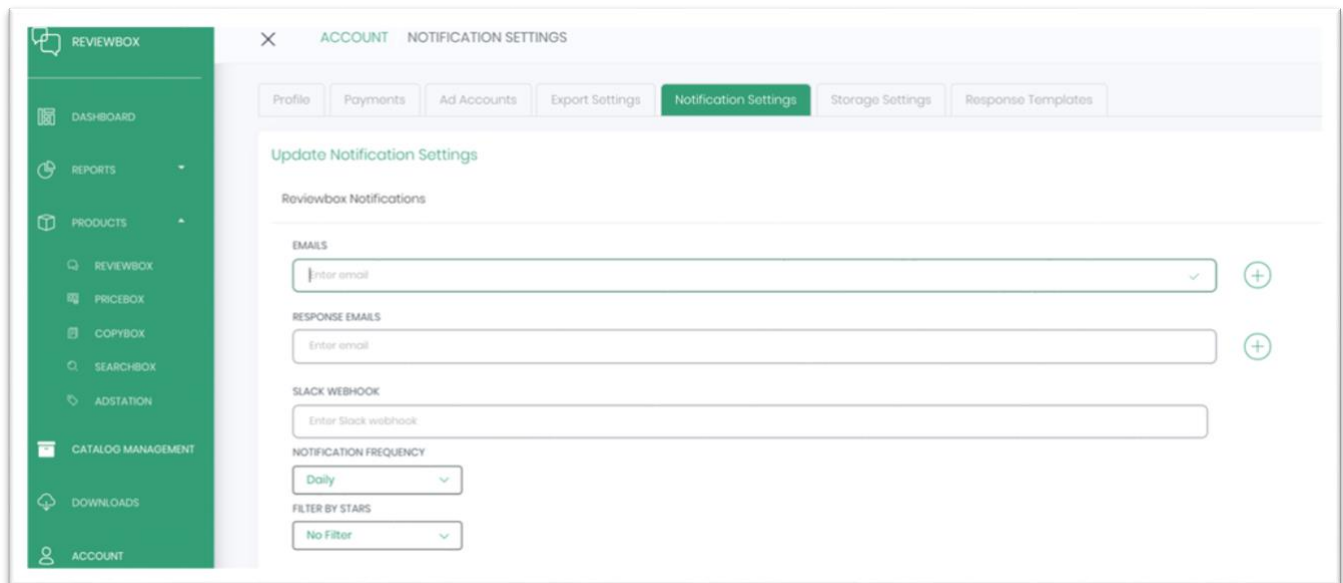 REVIEWBOX
ACCOUNT NOTIFICATION SETTINGS
Profile Payments Ad Accounts Export Settings Notification Settings Storage Settings Response Templates
DASHBOARD
REPORTS
PRODUCTS
REVIEWBOX
PRICEBOX
COPYBOX
SEARCHBOX
ADSTATION
CATALOG MANAGEMENT
DOWNLOADS
ACCOUNT
Update Notification Settings
Reviewbox Notifications
EMAILS
Enter email
RESPONSE EMAILS
Enter email
SLACK WEBHOOK
Enter Slack webhook
NOTIFICATION FREQUENCY
Daily
FILTER BY STARS
No Filter